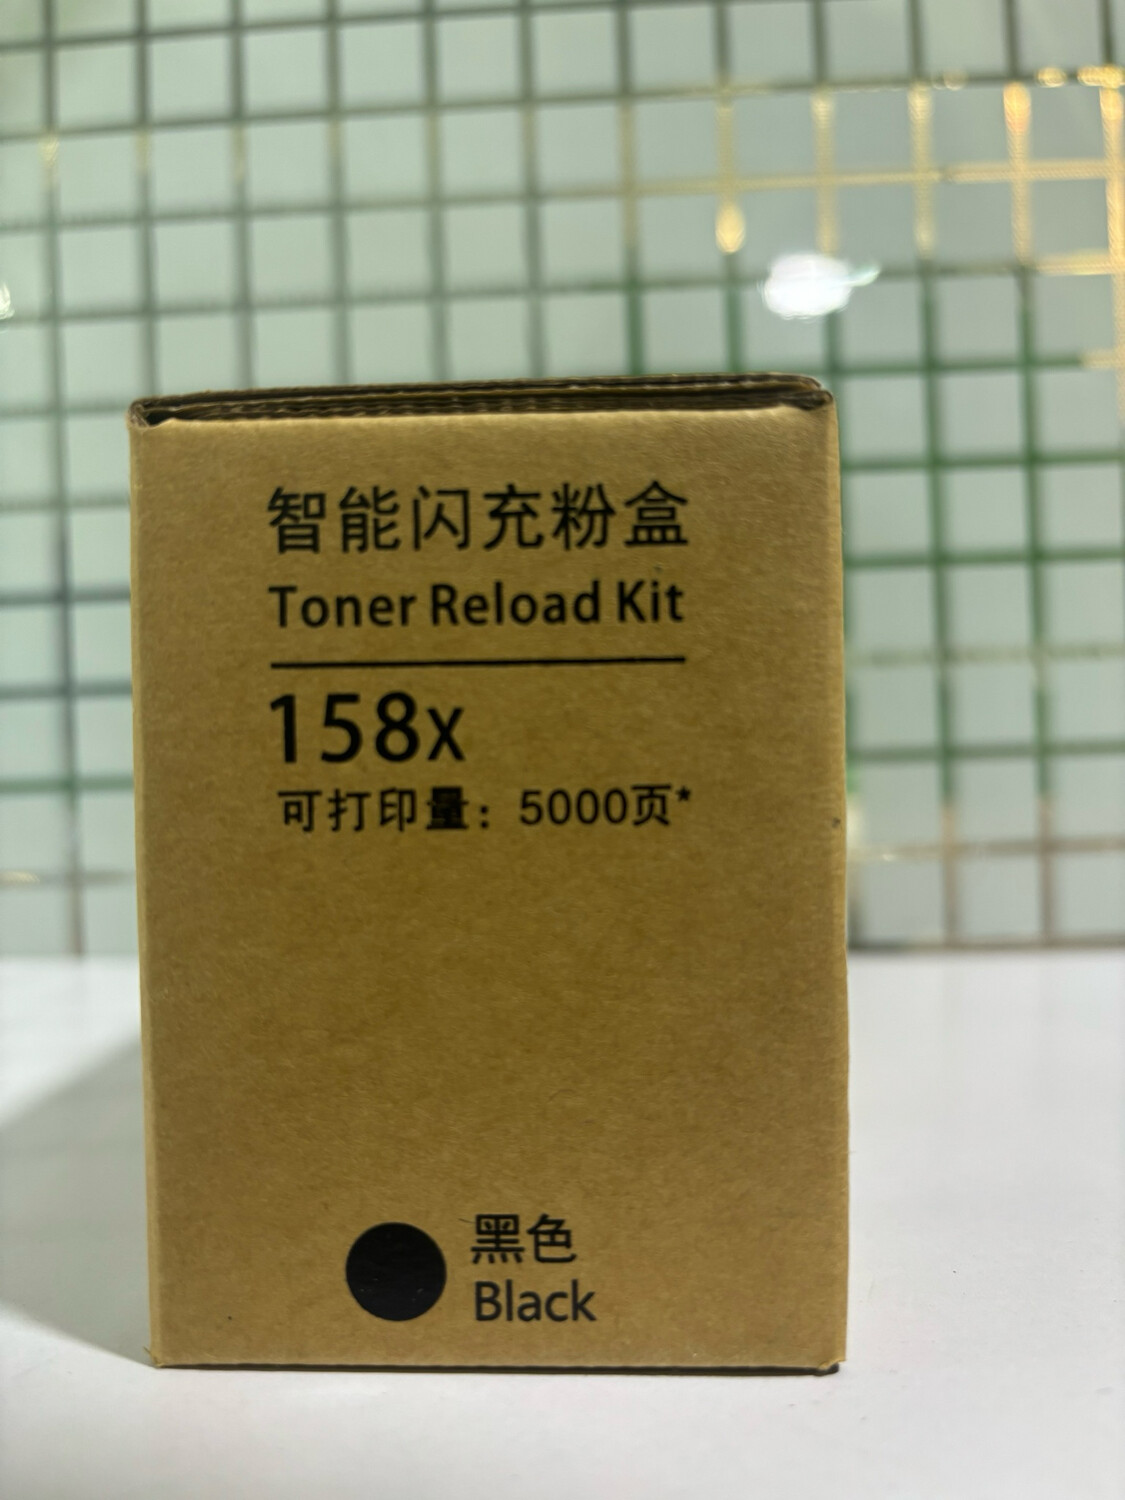 智能闪充粉盒
Toner Reload Kit
158x
可打印量：5000页*
黑色
Black